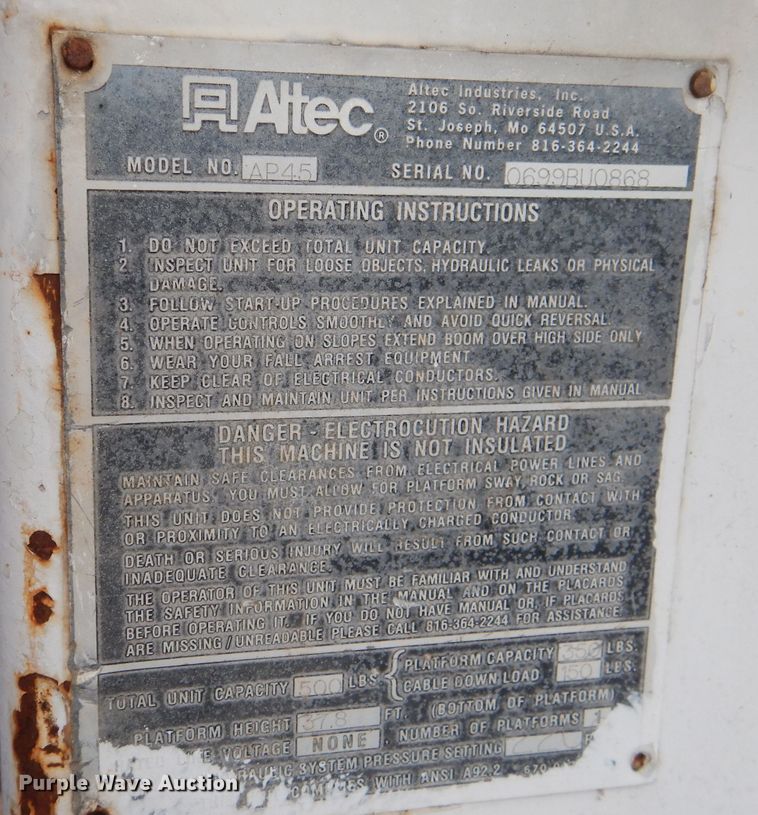 Altec®
Altec Industries, Inc.
2106 So. Riverside Road
St. Joseph, Mo 64507 U.S.A.
Phone Number 816-364-2244
MODEL NO. AP45 SERIAL NO. 0699BU0868
OPERATING INSTRUCTIONS
1. DO NOT EXCEED TOTAL UNIT CAPACITY
2. INSPECT UNIT FOR LOOSE OBJECTS, HYDRAULIC LEAKS OR PHYSICAL
DAMAGE.
3. FOLLOW START-UP PROCEDURES EXPLAINED IN MANUAL.
4. OPERATE CONTROLS SMOOTHLY AND AVOID QUICK REVERSAL.
5. WHEN OPERATING ON SLOPES EXTEND BOOM OVER HIGH SIDE ONLY
6. WEAR YOUR FALL ARREST EQUIPMENT
7. KEEP CLEAR OF ELECTRICAL CONDUCTORS.
8. INSPECT AND MAINTAIN UNIT PER INSTRUCTIONS GIVEN IN MANUAL
DANGER - ELECTROCUTION HAZARD
THIS MACHINE IS NOT INSULATED
MAINTAIN SAFE CLEARANCES FROM ELECTRICAL POWER LINES AND
APPARATUS. YOU MUST ALLOW FOR PLATFORM SWAY, ROCK OR SAG.
THIS UNIT DOES NOT PROVIDE PROTECTION FROM CONTACT WITH
OR PROXIMITY TO AN ELECTRICALLY CHARGED CONDUCTOR
DEATH OR SERIOUS INJURY WILL RESULT FROM SUCH CONTACT OR
INADEQUATE CLEARANCE.
THE OPERATOR OF THIS UNIT MUST BE FAMILIAR WITH AND UNDERSTAND
THE SAFETY INFORMATION IN THE MANUAL AND ON THE PLACARDS
BEFORE OPERATING IT. IF YOU DO NOT HAVE MANUAL OR, IF PLACARDS
ARE MISSING/UNREADABLE PLEASE CALL 816-364-2244 FOR ASSISTANCE.
TOTAL UNIT CAPACITY 500 LBS. { PLATFORM CAPACITY 350 LBS.
CABLE DOWN LOAD 150 LBS.
PLATFORM HEIGHT 37.8 FT. (BOTTOM OF PLATFORM)
VOLTAGE NONE. NUMBER OF PLATFORMS 1
SYSTEM PRESSURE SETTING
WITH ANSI A92.2
Purple Wave Auction